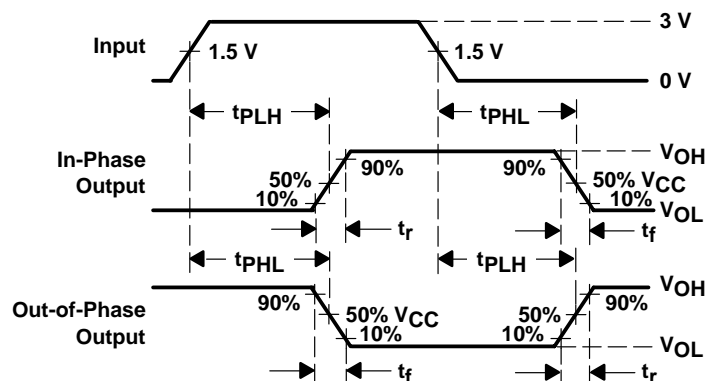 3 V
Input
1.5 V
1.5 V
0 V
tPLH
tPHL
In-Phase
Output
VOH
90%
90%
50%
50% VCC
10%
10%
VOL
tr
tf
tPHL
tPLH
Out-of-Phase
Output
VOH
90%
90%
50% VCC
50%
10%
10%
VOL
tf
tr